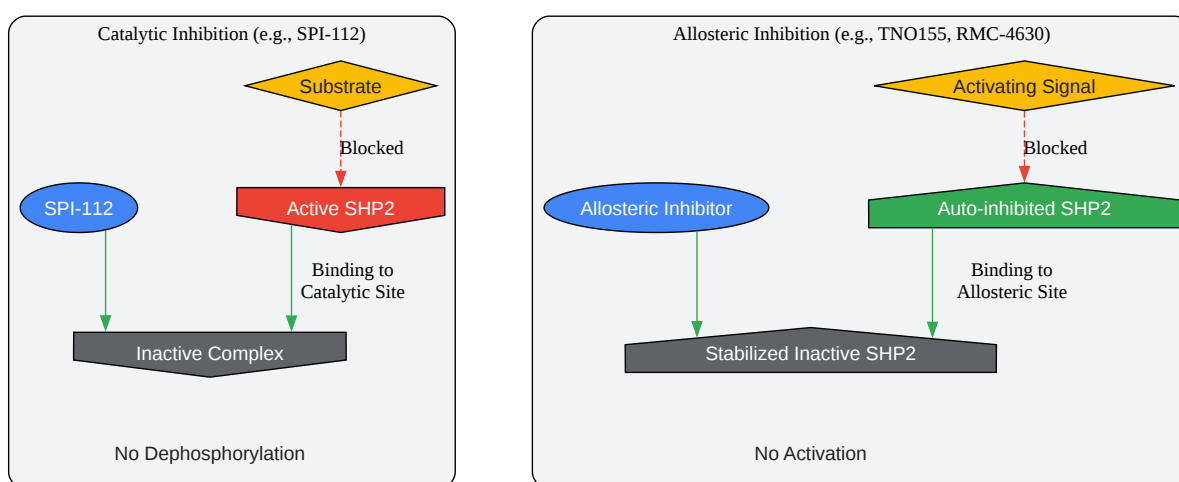 Catalytic Inhibition (e.g., SPI-112)
Substrate
Blocked
SPI-112
Active SHP2
Binding to
Catalytic Site
Inactive Complex
No Dephosphorylation
Allosteric Inhibition (e.g., TNO155, RMC-4630)
Activating Signal
Blocked
Allosteric Inhibitor
Auto-inhibited SHP2
Binding to
Allosteric Site
Stabilized Inactive SHP2
No Activation